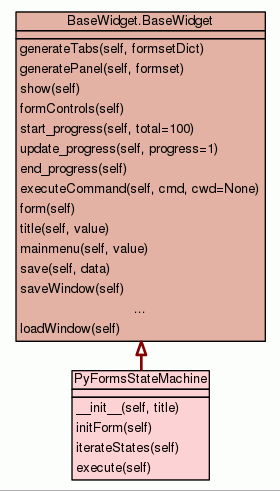 BaseWidget.BaseWidget
generateTabs(self, formsetDict)
generatePanel(self, formset)
show(self)
formControls(self)
start_progress(self, total=100)
update_progress(self, progress=1)
end_progress(self)
executeCommand(self, cmd, cwd=None)
form(self)
title(self, value)
mainmenu(self, value)
save(self, data)
saveWindow(self)
...
loadWindow(self)
PyFormsStateMachine
__init__(self, title)
initForm(self)
iterateStates(self)
execute(self)